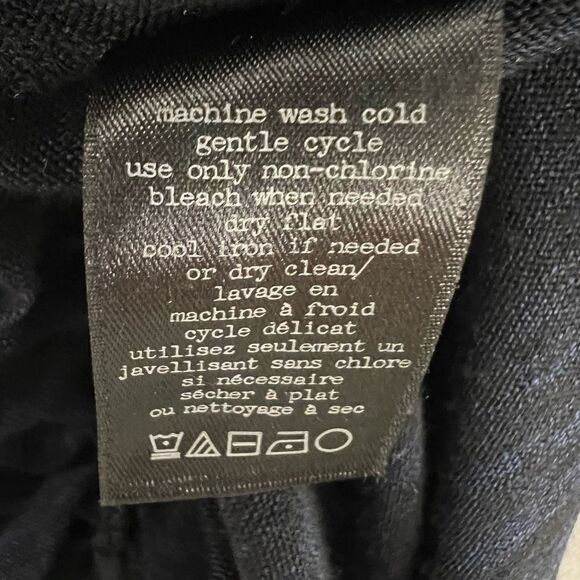 machine wash cold
gentle cycle
use only non-chlorine
bleach when needed
dry flat
cool iron if needed
or dry clean/
lavage en
machine à froid
cycle délicat
utilisez seulement un
javellisant sans chlore
si nécessaire
sécher à plat
ou nettoyage à sec